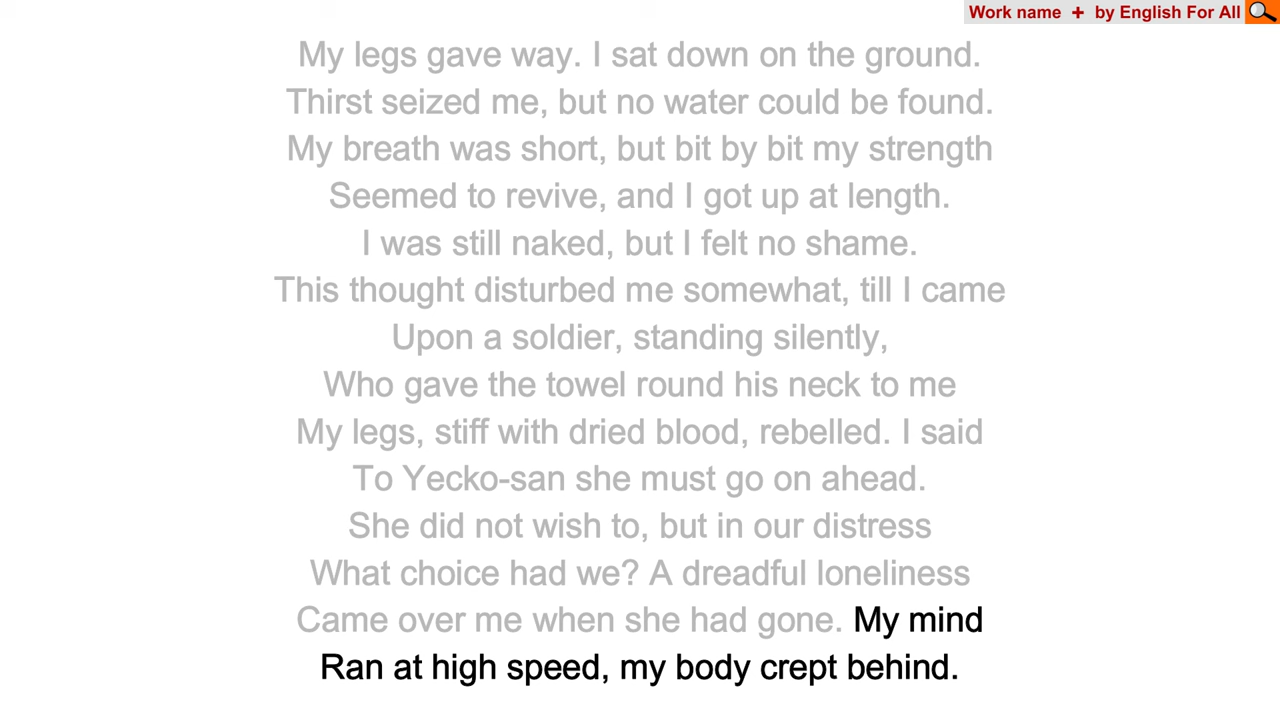 Work name + by English For All
My legs gave way. I sat down on the ground.
Thirst seized me, but no water could be found.
My breath was short, but bit by bit my strength
Seemed to revive, and I got up at length.
I was still naked, but I felt no shame.
This thought disturbed me somewhat, till I came
Upon a soldier, standing silently,
Who gave the towel round his neck to me
My legs, stiff with dried blood, rebelled. I said
To Yecko-san she must go on ahead.
She did not wish to, but in our distress
What choice had we? A dreadful loneliness
Came over me when she had gone. My mind
Ran at high speed, my body crept behind.